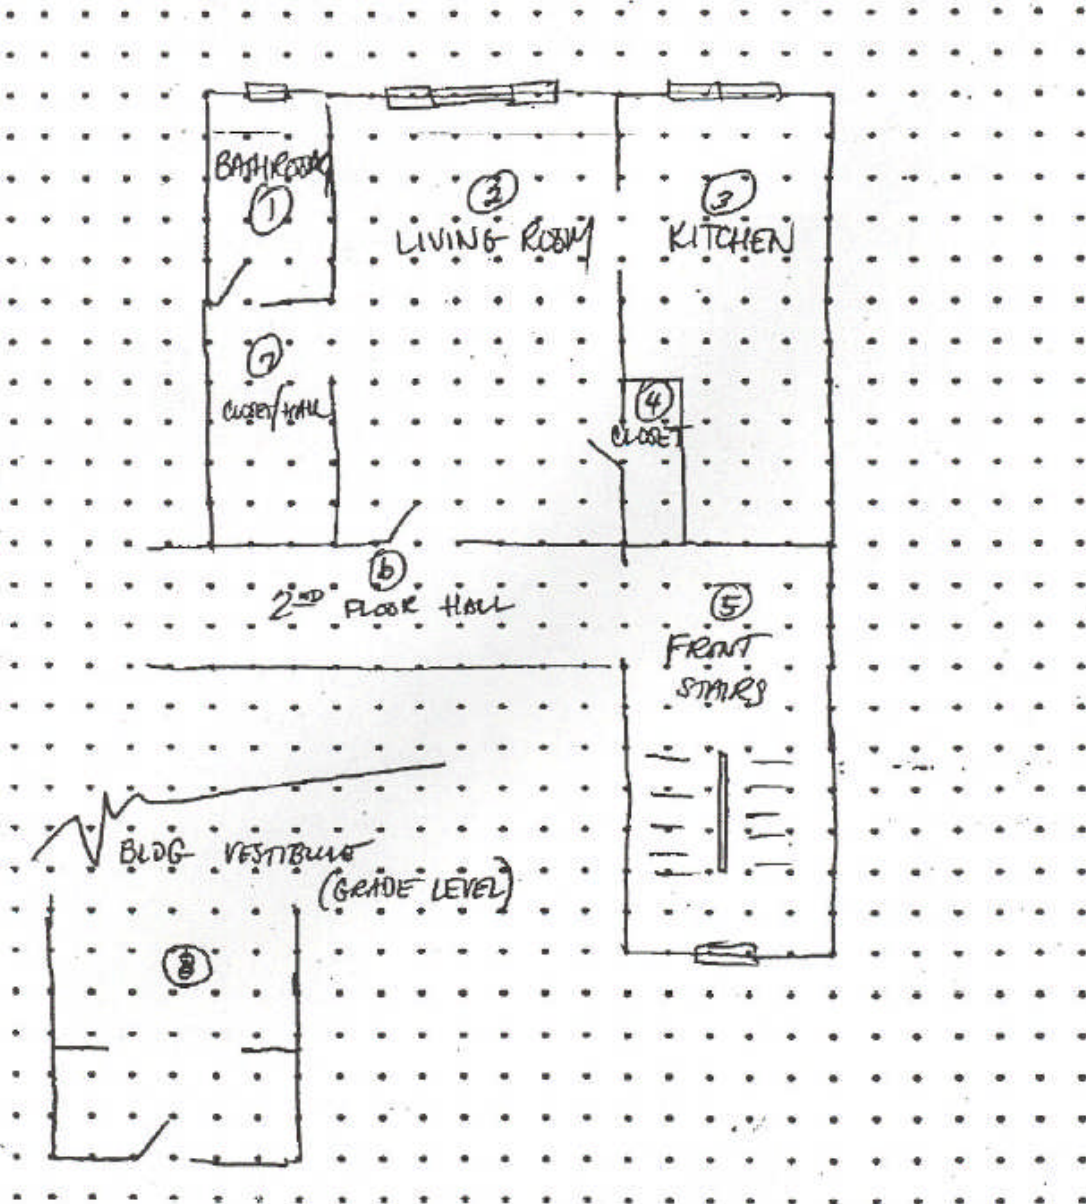 BATHROOM
1
2
LIVING ROOM
3
KITCHEN
7
CLOSET/HALL
4
CLOSET
6
2ND FLOOR HALL
5
FRONT
STAIRS
BLDG VESTIBULE
(GRADE LEVEL)
8